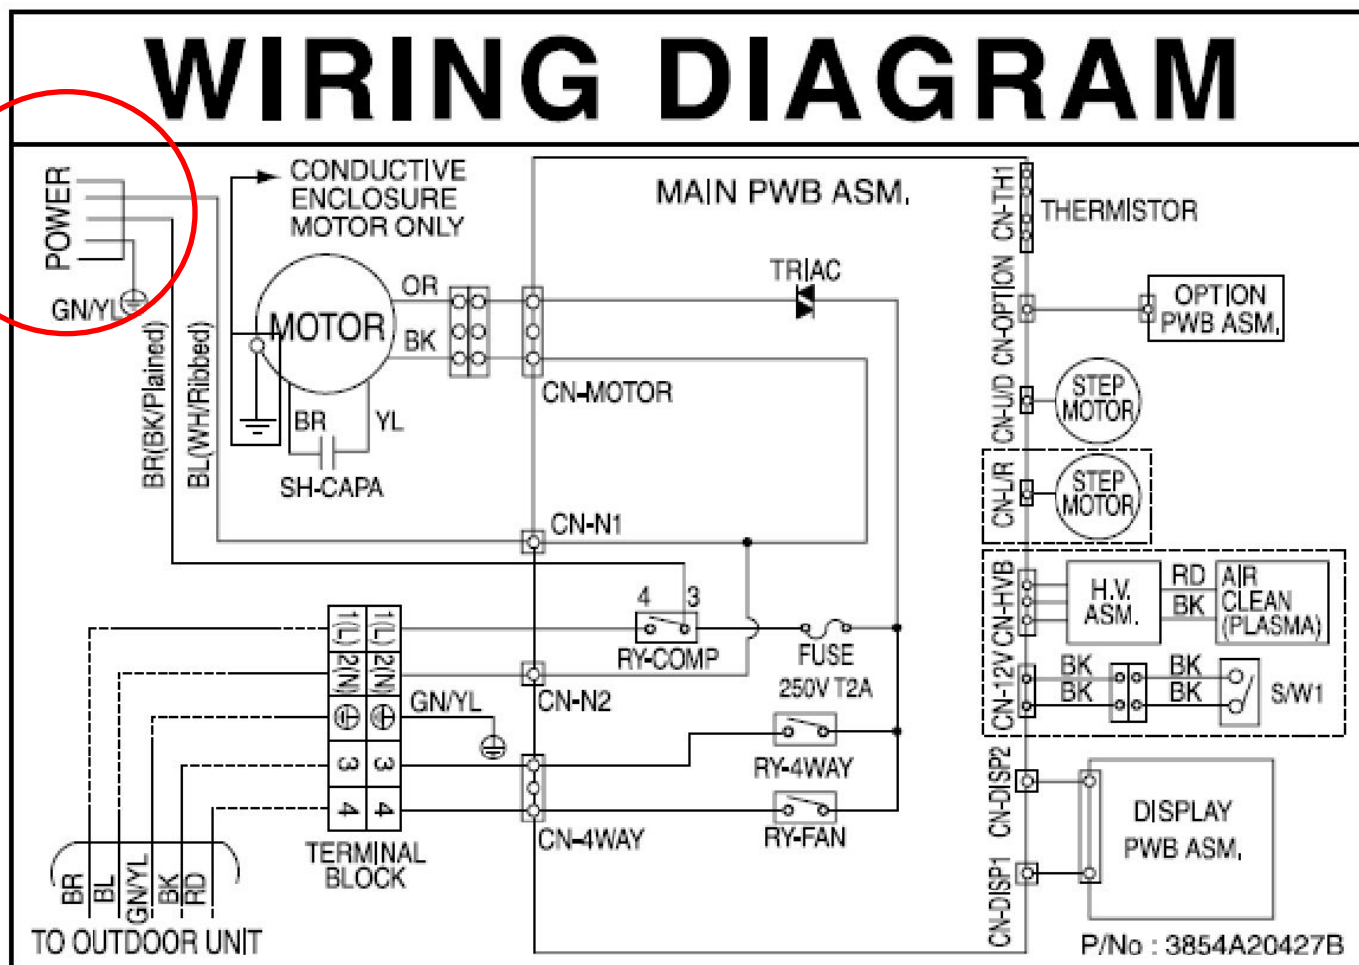 WIRING DIAGRAM
POWER
GN/YL
BR(BK/Plained)
BL(WH/Ribbed)
CONDUCTIVE
ENCLOSURE
MOTOR ONLY
MOTOR
OR
BK
BR
YL
SH-CAPA
CN-MOTOR
MAIN PWB ASM.
TRIAC
CN-N1
4 3
RY-COMP
FUSE
250V T2A
CN-N2
RY-4WAY
RY-FAN
CN-4WAY
1(L) 1(L)
2(N) 2(N)
3 3
4 4
GN/YL
TERMINAL
BLOCK
BR
BL
GN/YL
BK
RD
TO OUTDOOR UNIT
CN-TH1
THERMISTOR
CN-OPTION
OPTION
PWB ASM.
CN-U/D
STEP
MOTOR
CN-L/R
STEP
MOTOR
CN-HVB
H.V.
ASM.
RD
BK
AIR
CLEAN
(PLASMA)
CN-12V
BK BK
BK BK
S/W1
CN-DISP2
CN-DISP1
DISPLAY
PWB ASM.
P/No : 3854A20427B